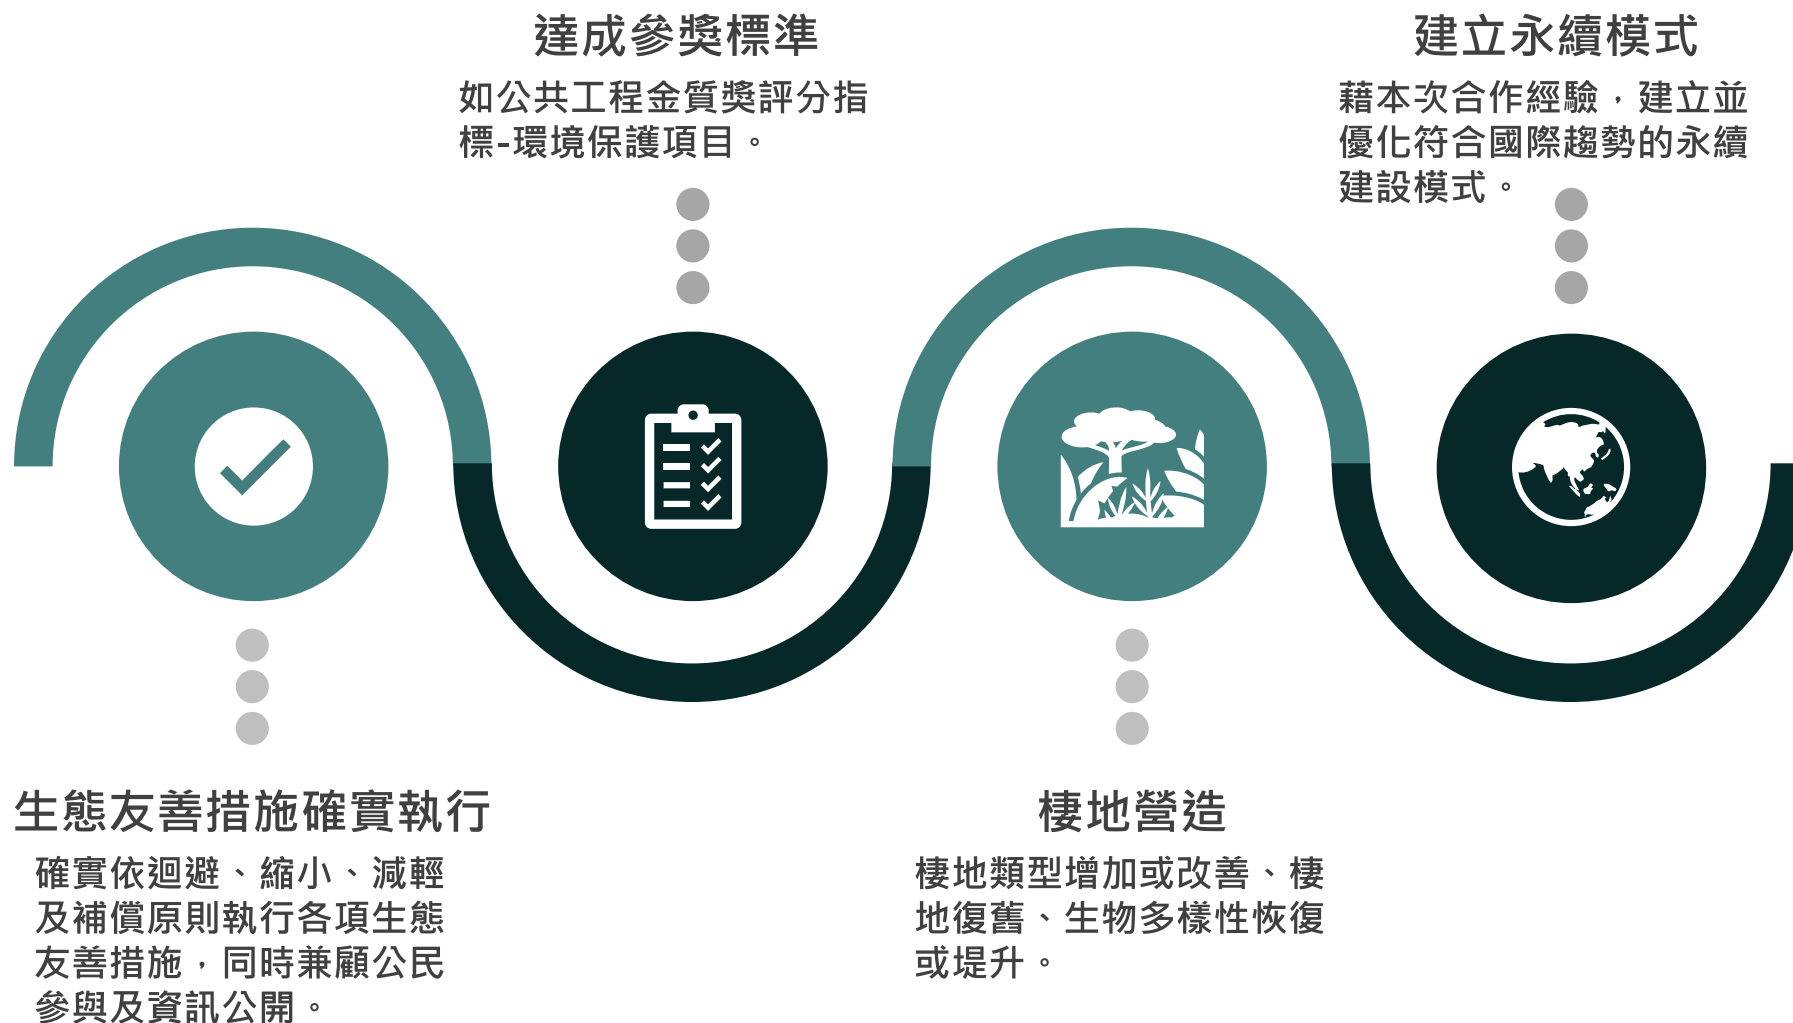 達成參獎標準
如公共工程金質獎評分指
標-環境保護項目。
建立永續模式
藉本次合作經驗，建立並
優化符合國際趨勢的永續
建設模式。
生態友善措施確實執行
確實依迴避、縮小、減輕
及補償原則執行各項生態
友善措施，同時兼顧公民
參與及資訊公開。
棲地營造
棲地類型增加或改善、棲
地復舊、生物多樣性恢復
或堤升。